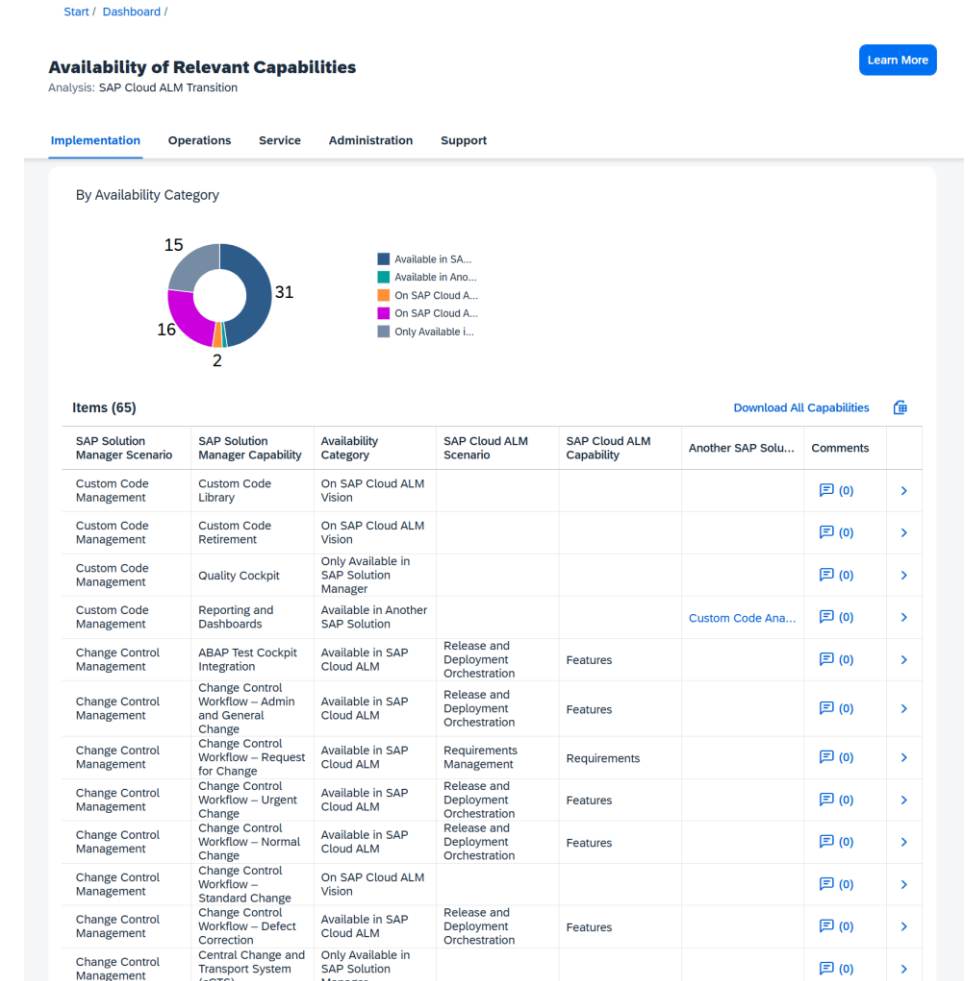 Start / Dashboard /
Availability of Relevant Capabilities
Learn More
Analysis: SAP Cloud ALM Transition
Implementation Operations Service Administration Support
By Availability Category
15
31
16
2
Available in SA...
Available in Ano...
On SAP Cloud A...
On SAP Cloud A...
Only Available i...
Items (65)
Download All Capabilities
SAP Solution
Manager Scenario
SAP Solution
Manager Capability
Availability
Category
SAP Cloud ALM
Scenario
SAP Cloud ALM
Capability
Another SAP Solu...
Comments
Custom Code
Management
Custom Code
Library
On SAP Cloud ALM
Vision
(0)
Custom Code
Management
Custom Code
Retirement
On SAP Cloud ALM
Vision
(0)
Custom Code
Management
Quality Cockpit
Only Available in
SAP Solution
Manager
(0)
Custom Code
Management
Reporting and
Dashboards
Available in Another
SAP Solution
Custom Code Ana...
(0)
Change Control
Management
ABAP Test Cockpit
Integration
Available in SAP
Cloud ALM
Release and
Deployment
Orchestration
Features
(0)
Change Control
Management
Change Control
Workflow – Admin
and General
Change
Available in SAP
Cloud ALM
Release and
Deployment
Orchestration
Features
(0)
Change Control
Management
Change Control
Workflow – Request
for Change
Available in SAP
Cloud ALM
Requirements
Management
Requirements
(0)
Change Control
Management
Change Control
Workflow – Urgent
Change
Available in SAP
Cloud ALM
Release and
Deployment
Orchestration
Features
(0)
Change Control
Management
Change Control
Workflow – Normal
Change
Available in SAP
Cloud ALM
Release and
Deployment
Orchestration
Features
(0)
Change Control
Management
Change Control
Workflow –
Standard Change
On SAP Cloud ALM
Vision
(0)
Change Control
Management
Change Control
Workflow – Defect
Correction
Available in SAP
Cloud ALM
Release and
Deployment
Orchestration
Features
(0)
Change Control
Management
Central Change and
Transport System
(cCTS)
Only Available in
SAP Solution
Manager
(0)